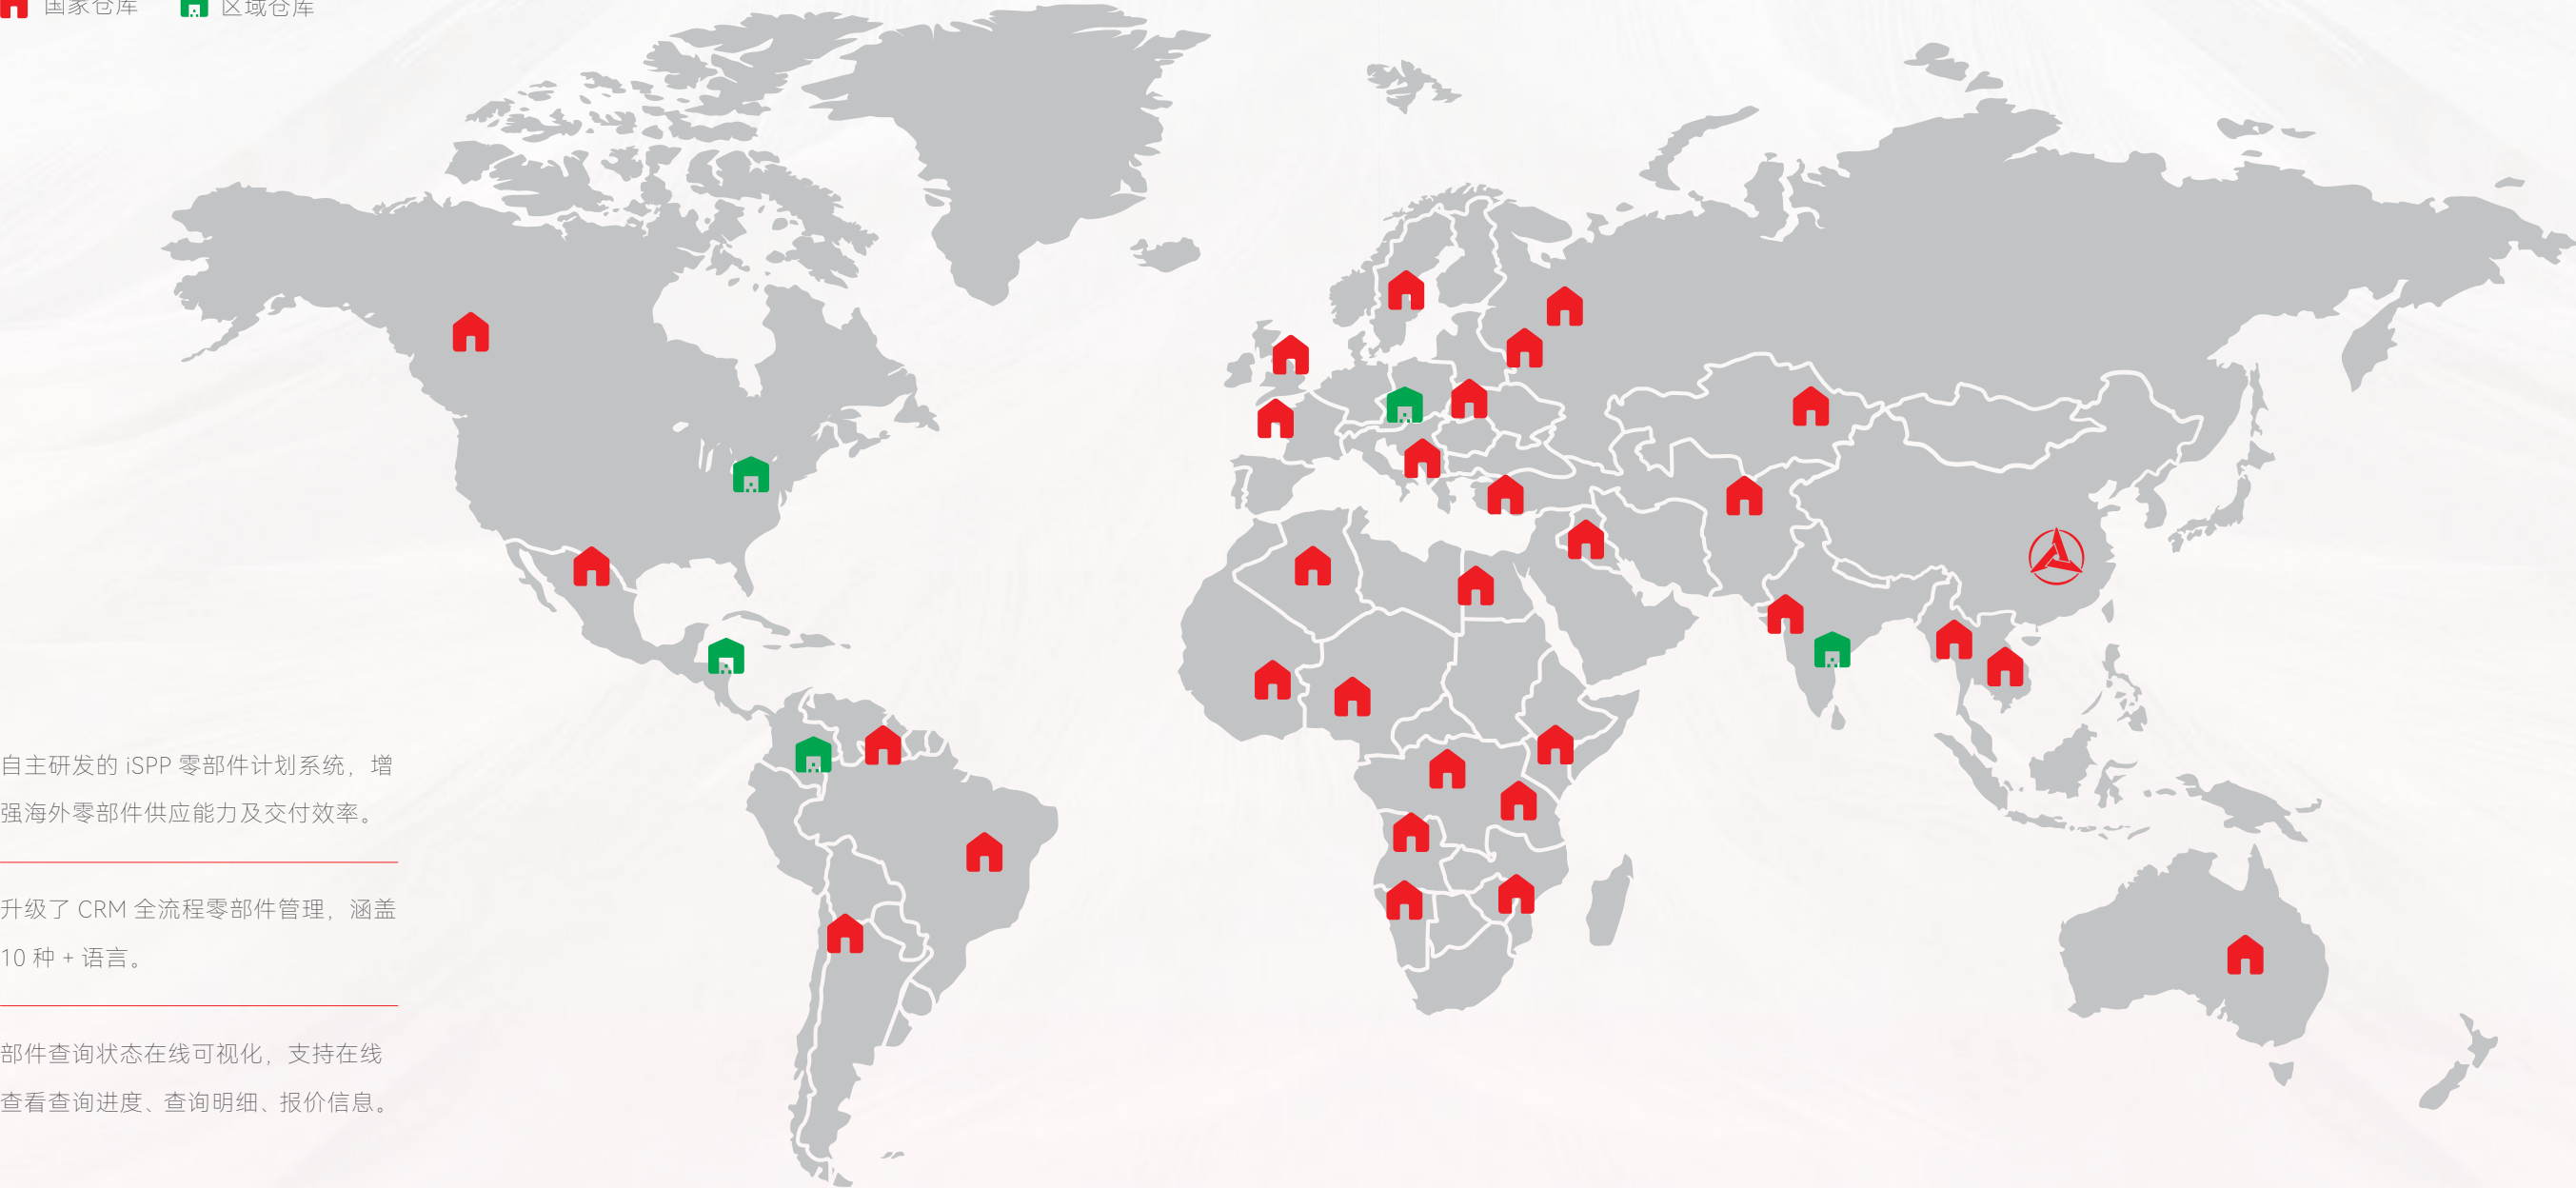 国家仓库
区域仓库
自主研发的 iSPP 零部件计划系统，增
强海外零部件供应能力及交付效率。
升级了 CRM 全流程零部件管理，涵盖
10 种 + 语言。
部件查询状态在线可视化，支持在线
查看查询进度、查询明细、报价信息。